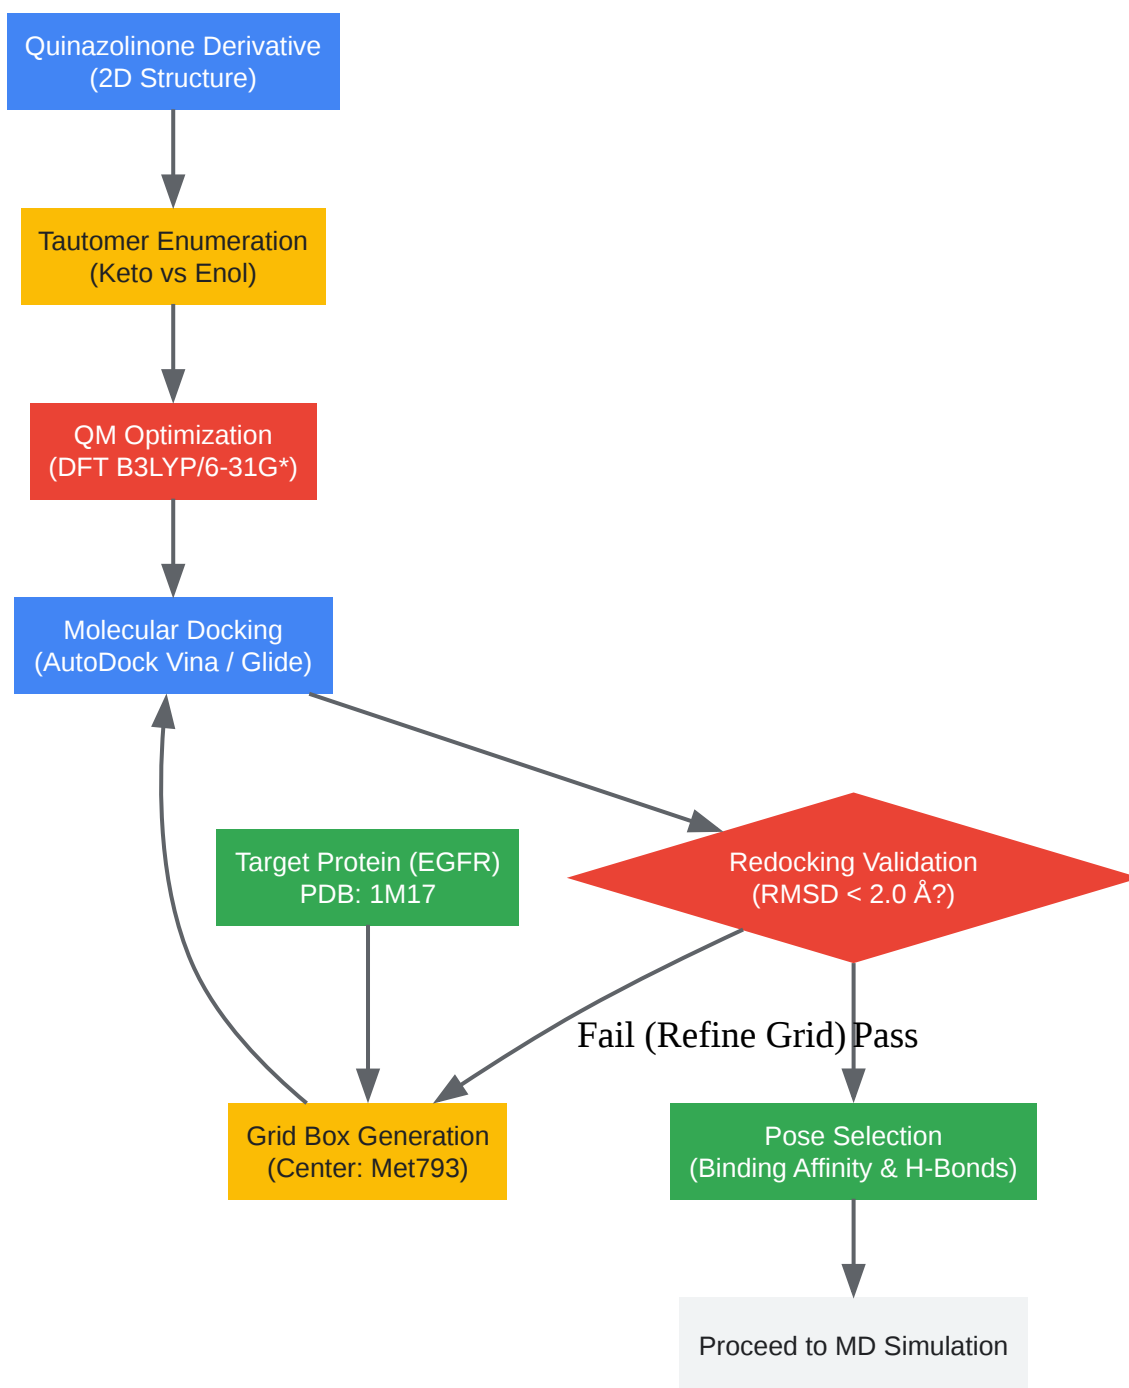 Quinazolinone Derivative
(2D Structure)
Tautomer Enumeration
(Keto vs Enol)
QM Optimization
(DFT B3LYP/6-31G*)
Molecular Docking
(AutoDock Vina / Glide)
Target Protein (EGFR)
PDB: 1M17
Redocking Validation
(RMSD < 2.0 Å?)
Fail (Refine Grid)
Pass
Grid Box Generation
(Center: Met793)
Pose Selection
(Binding Affinity & H-Bonds)
Proceed to MD Simulation